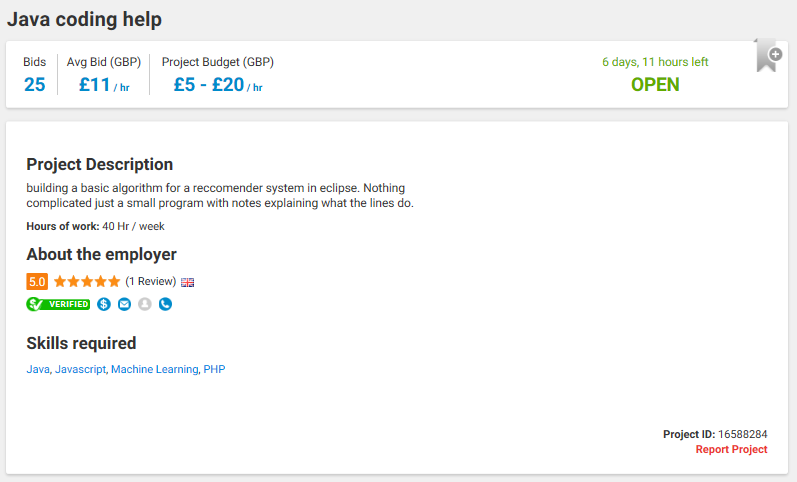 Java coding help
Bids
25
Avg Bid (GBP)
£11 / hr
Project Budget (GBP)
£5 - £20 / hr
6 days, 11 hours left
OPEN
Project Description
building a basic algorithm for a reccomender system in eclipse. Nothing
complicated just a small program with notes explaining what the lines do.
Hours of work: 40 Hr / week
About the employer
5.0 (1 Review)
VERIFIED
Skills required
Java, Javascript, Machine Learning, PHP
Project ID: 16588284
Report Project